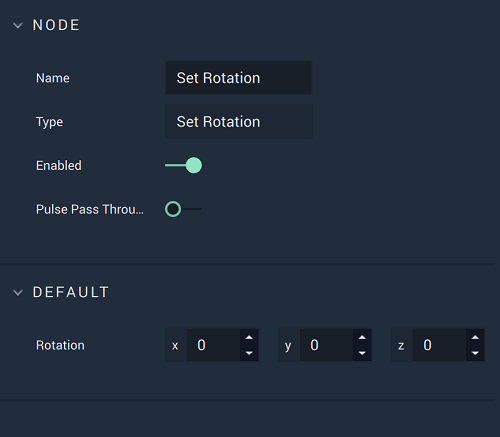 NODE
Name Set Rotation
Type Set Rotation
Enabled
Pulse Pass Throu...
DEFAULT
Rotation x 0 y 0 z 0